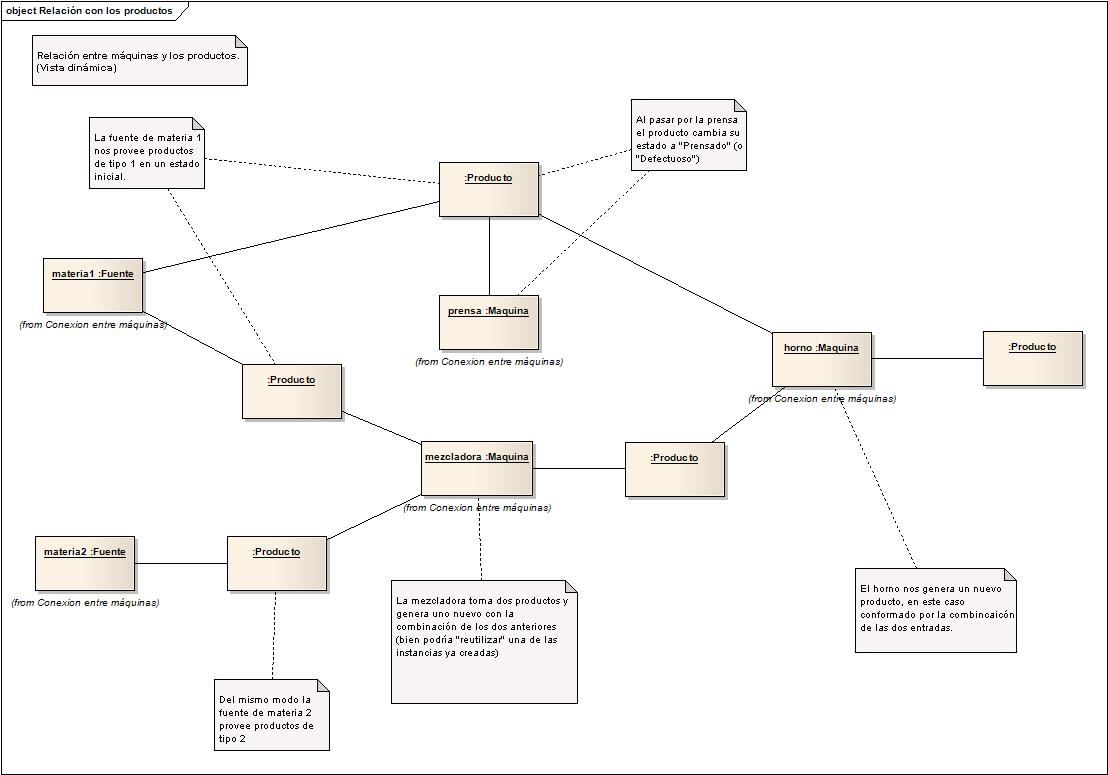 object Relación con los productos
Relación entre máquinas y los productos.
(Vista dinámica)
La fuente de materia 1
nos provee productos
de tipo 1 en un estado
inicial.
Al pasar por la prensa
el producto cambia su
estado a "Prensado" (o
"Defectuoso")
:Producto
materia1 :Fuente
(from Conexion entre máquinas)
prensa :Maquina
(from Conexion entre máquinas)
horno :Maquina
(from Conexion entre máquinas)
:Producto
:Producto
mezcladora :Maquina
(from Conexion entre máquinas)
:Producto
materia2 :Fuente
(from Conexion entre máquinas)
:Producto
La mezcladora toma dos productos y
genera uno nuevo con la
combinación de los dos anteriores
(bien podría "reutilizar" una de las
instancias ya creadas)
El horno nos genera un nuevo
producto, en este caso
conformado por la combincaicón
de las dos entradas.
Del mismo modo la
fuente de materia 2
provee productos de
tipo 2